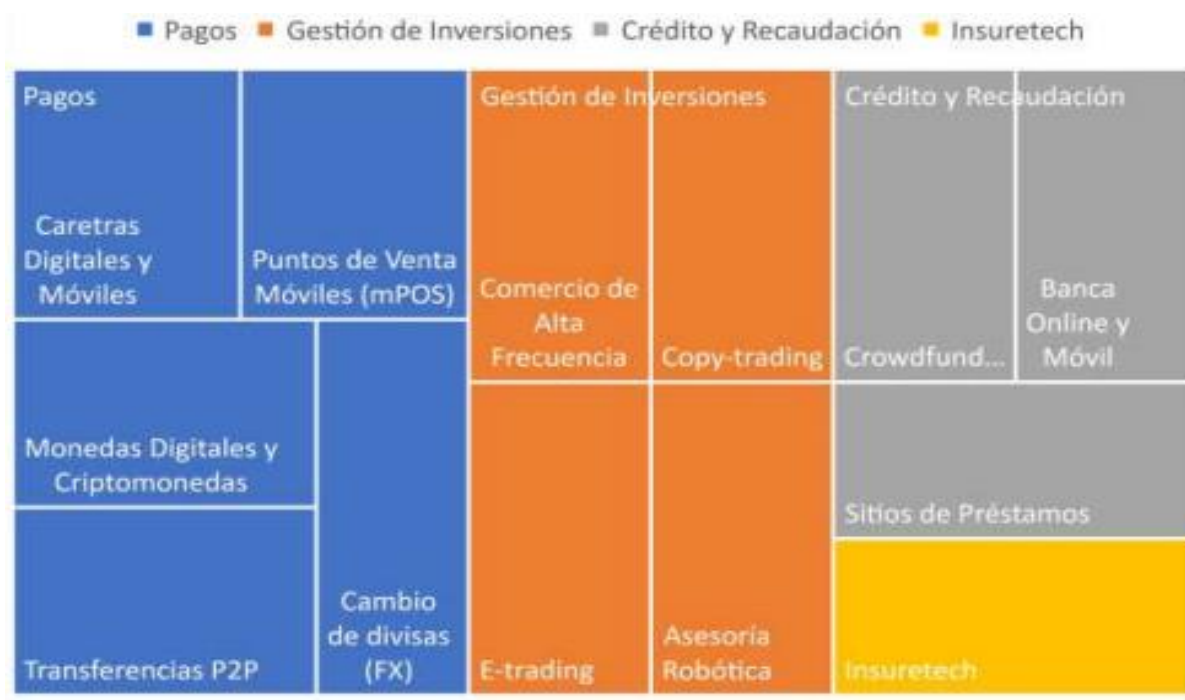 Pagos Gestión de Inversiones Crédito y Recaudación Insuretech
Pagos
Caretras
Digitales y
Móviles
Puntos de Venta
Móviles (mPOS)
Monedas Digitales y
Criptomonedas
Transferencias P2P
Cambio
de divisas
(FX)
Gestión de Inversiones
Comercio de
Alta
Frecuencia
Copy-trading
E-trading
Asesoría
Robótica
Crédito y Recaudación
Crowdfund...
Banca
Online y
Móvil
Sitios de Préstamos
Insuretech